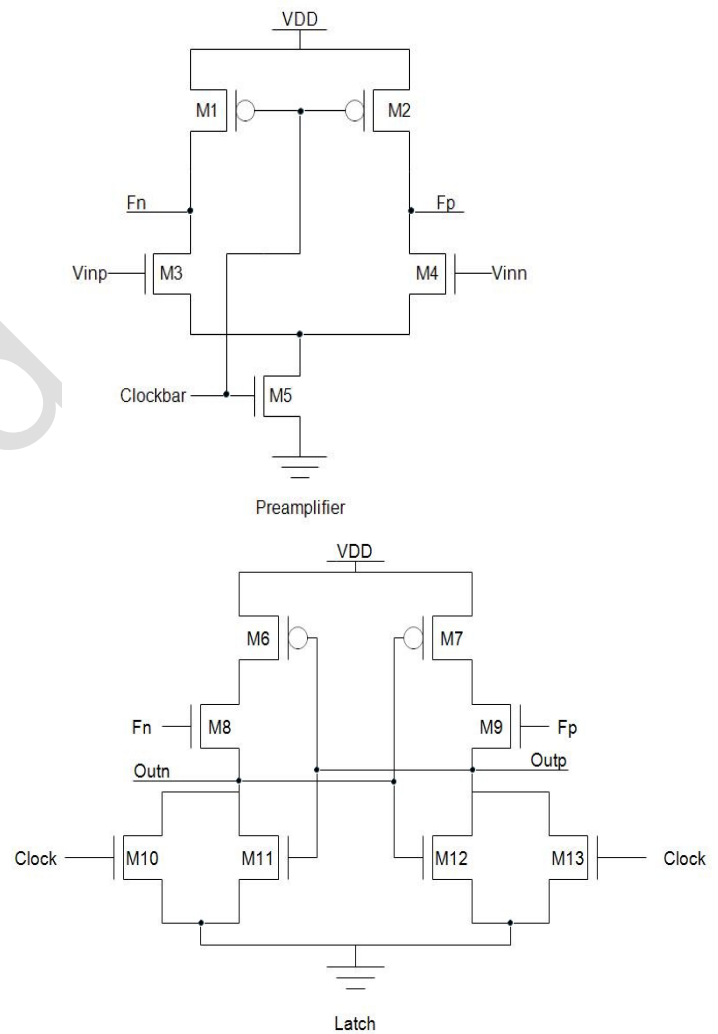 VDD
M1 M2
Fn Fp
Vinp M3 M4 Vinn
Clockbar M5
Preamplifier
VDD
M6 M7
Fn M8 M9 Fp
Outn Outp
Clock M10 M11 M12 M13 Clock
Latch